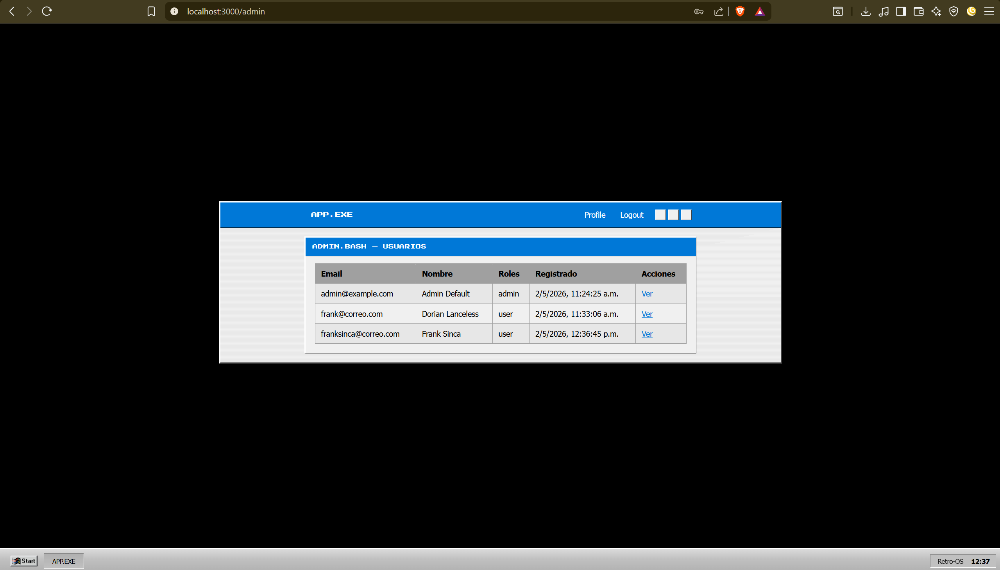 localhost:3000/admin
APP.EXE Profile Logout
ADMIN.BASH — USUARIOS
Email Nombre Roles Registrado Acciones
admin@example.com Admin Default admin 2/5/2026, 11:24:25 a.m. Ver
frank@correo.com Dorian Lanceless user 2/5/2026, 11:33:06 a.m. Ver
franksinca@correo.com Frank Sinca user 2/5/2026, 12:36:45 p.m. Ver
Start APP.EXE Retro-OS 12:37